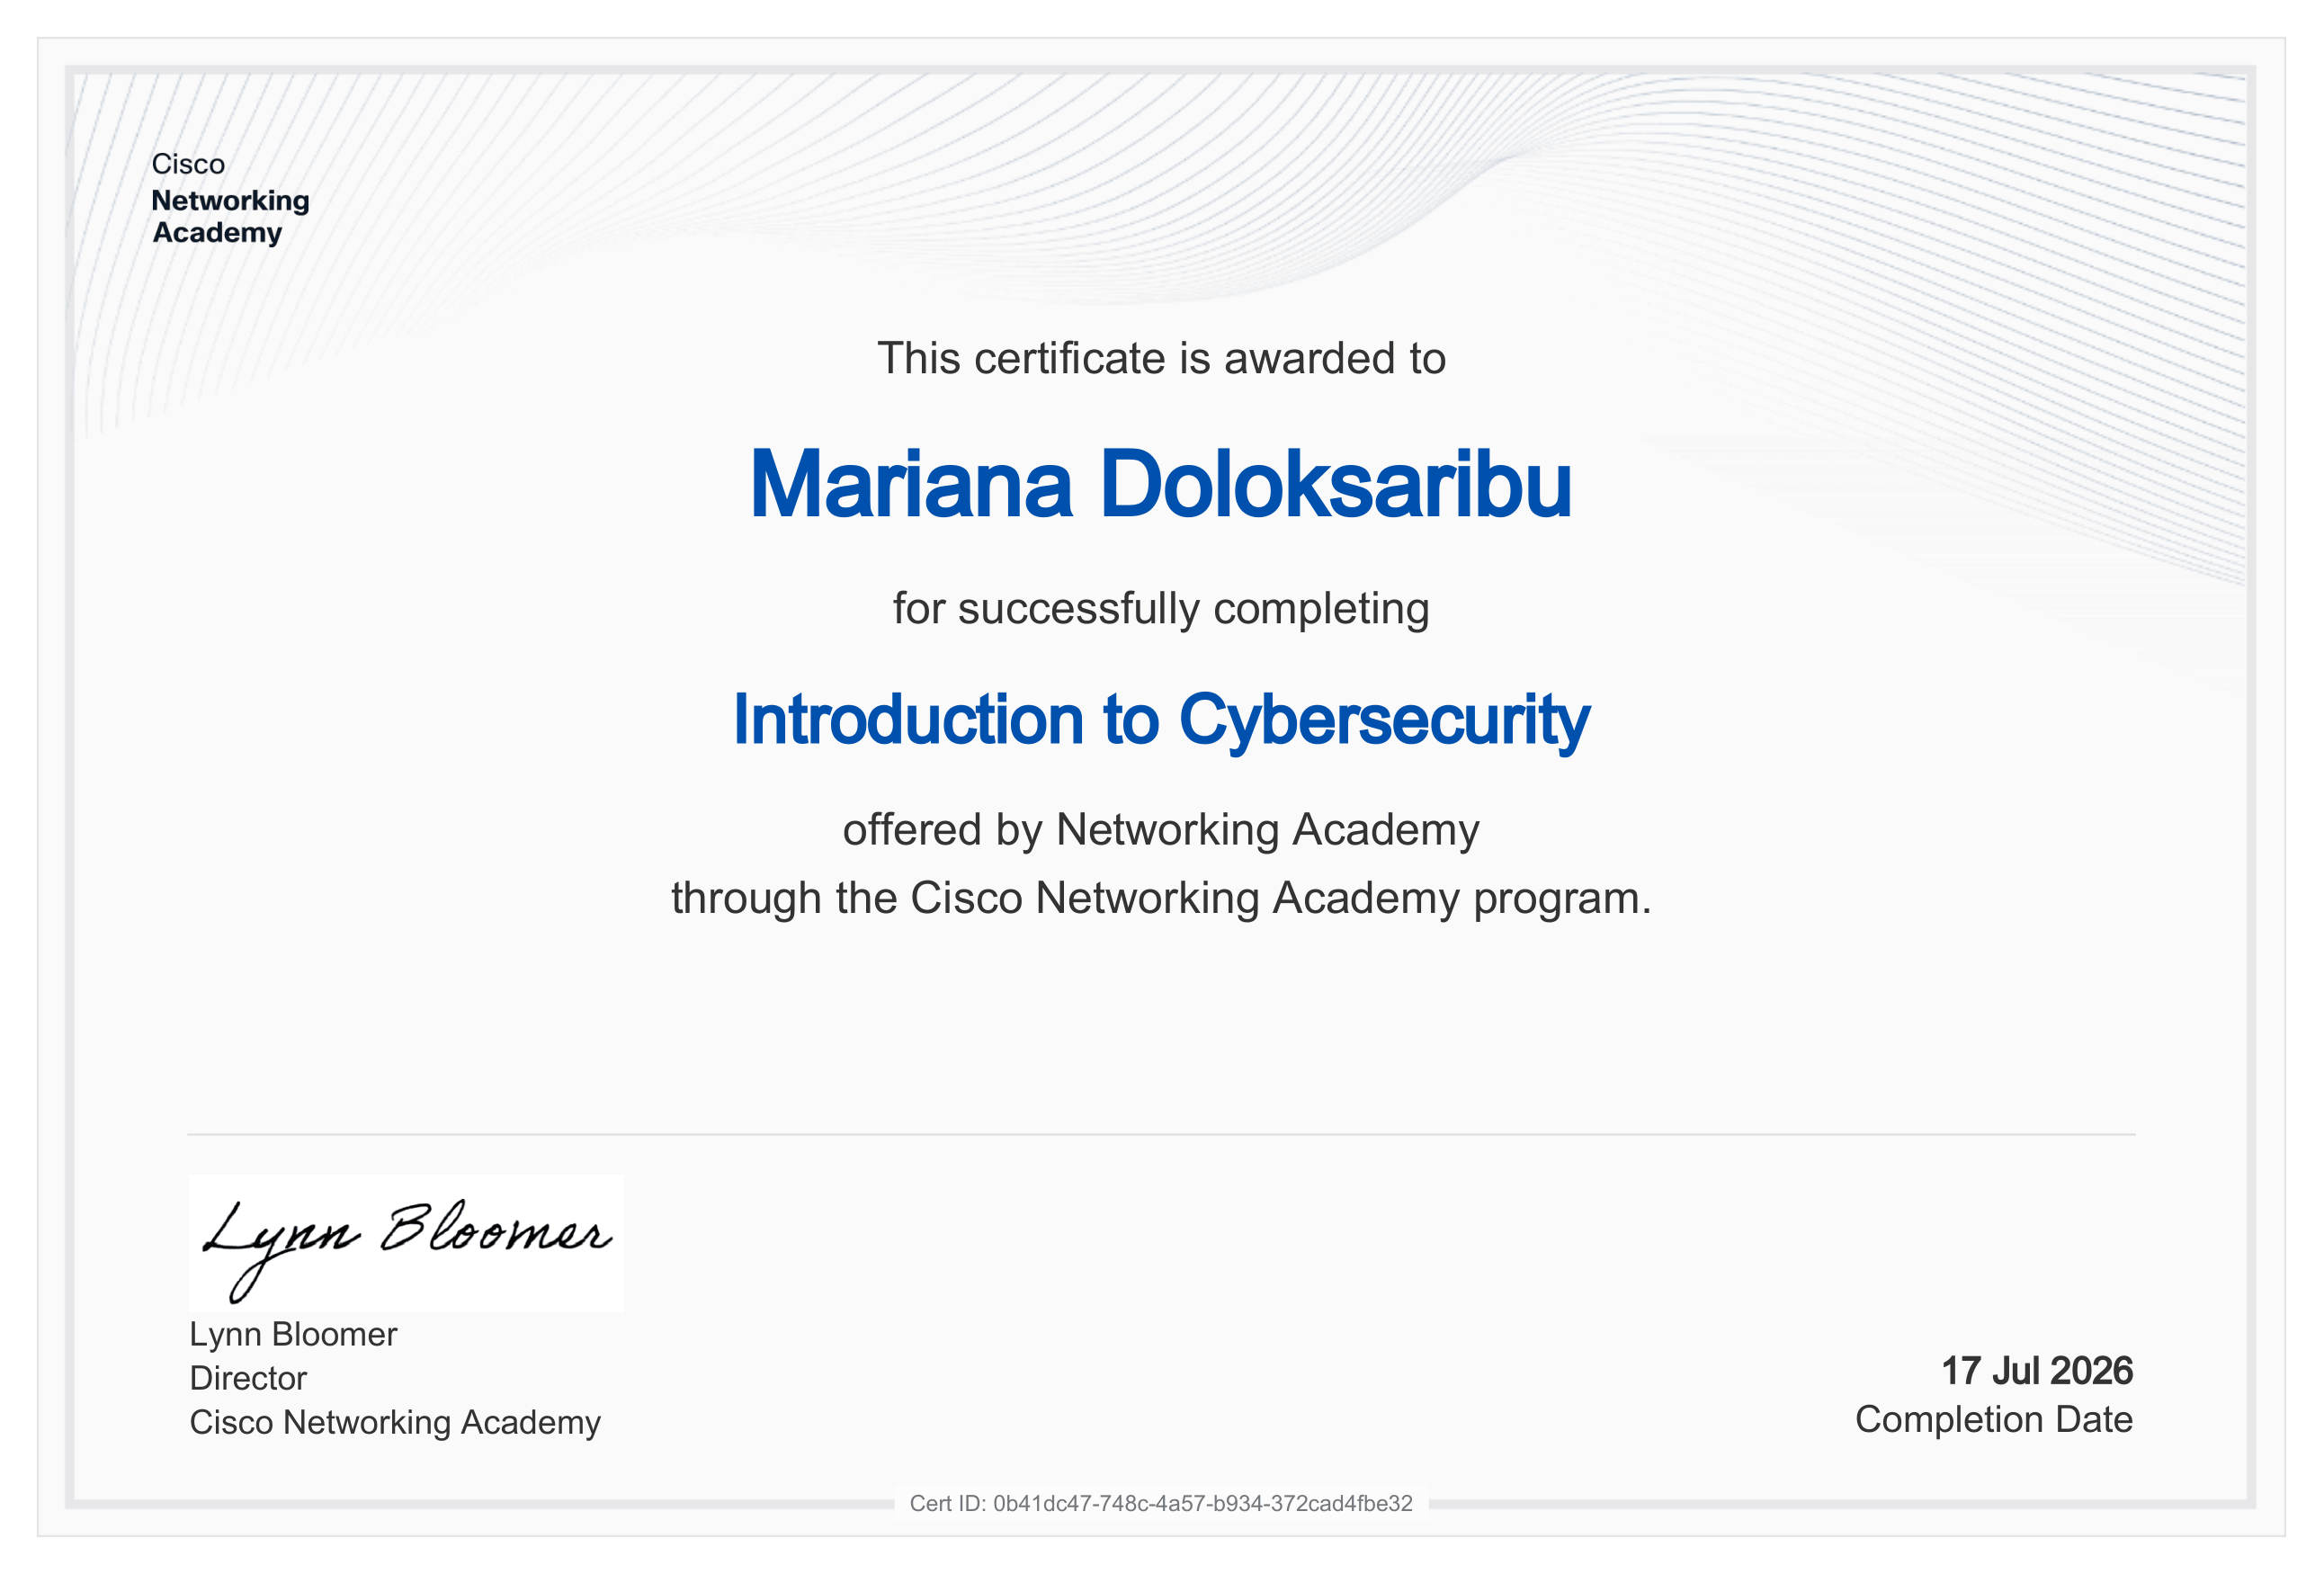 Cisco
Networking
Academy
This certificate is awarded to
Mariana Doloksaribu
for successfully completing
Introduction to Cybersecurity
offered by Networking Academy
through the Cisco Networking Academy program.
Lynn Bloomer
Lynn Bloomer
Director
Cisco Networking Academy
17 Jul 2026
Completion Date
Cert ID: 0b41dc47-748c-4a57-b934-372cad4fbe32